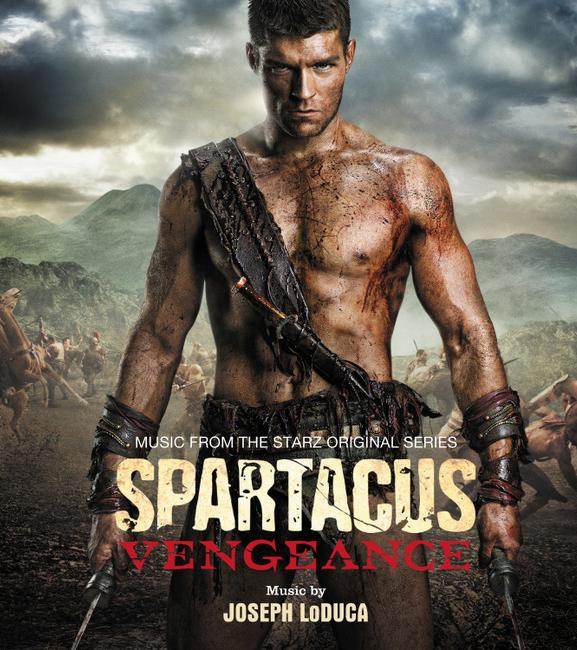 MUSIC FROM THE STARZ ORIGINAL SERIES
SPARTACUS
VENGEANCE
Music by
JOSEPH LoDUCA